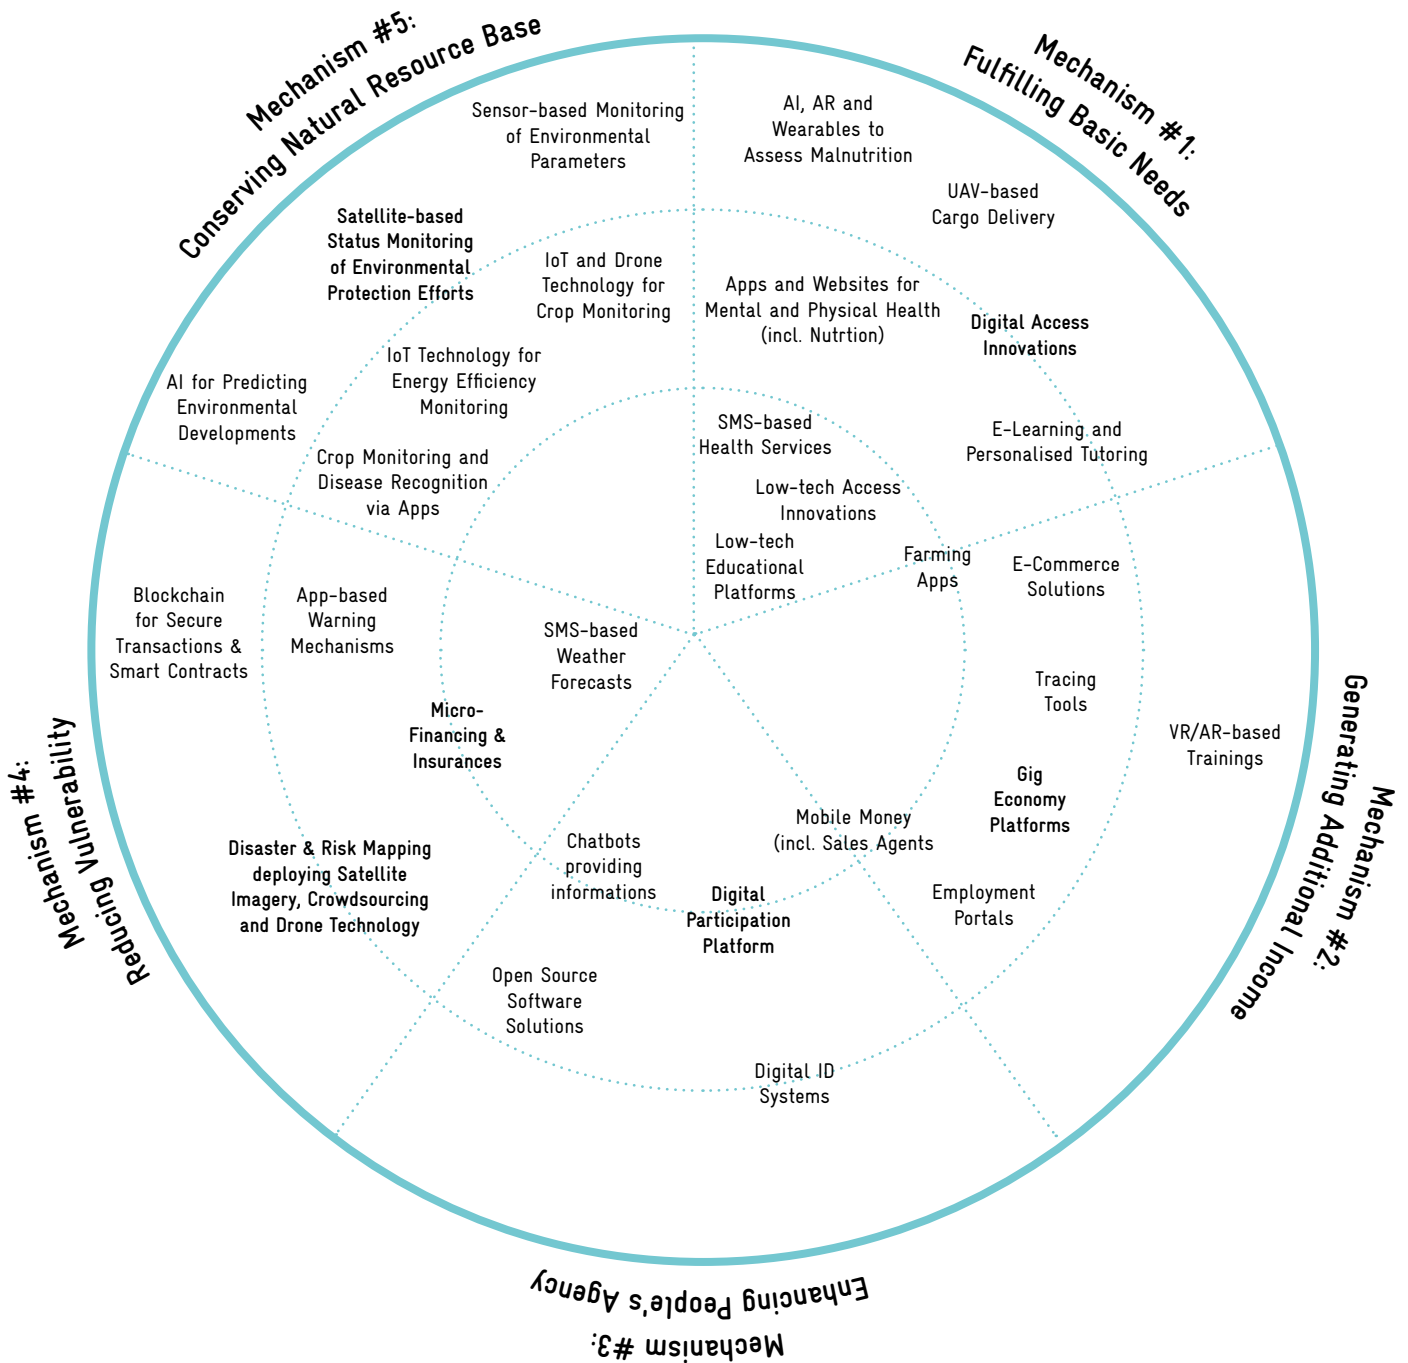 Mechanism #5:
Conserving Natural Resource Base
Mechanism #1:
Fulfilling Basic Needs
Sensor-based Monitoring
of Environmental
Parameters
AI, AR and
Wearables to
Assess Malnutrition
UAV-based
Cargo Delivery
Satellite-based
Status Monitoring
of Environmental
Protection Efforts
IoT and Drone
Technology for
Crop Monitoring
Apps and Websites for
Mental and Physical Health
(incl. Nutrtion)
Digital Access
Innovations
IoT Technology for
Energy Efficiency
Monitoring
AI for Predicting
Environmental
Developments
Crop Monitoring and
Disease Recognition
via Apps
SMS-based
Health Services
E-Learning and
Personalised Tutoring
Low-tech Access
Innovations
Low-tech
Educational
Platforms
Farming
Apps
E-Commerce
Solutions
Blockchain
for Secure
Transactions &
Smart Contracts
App-based
Warning
Mechanisms
SMS-based
Weather
Forecasts
Tracing
Tools
Micro-
Financing &
Insurances
VR/AR-based
Trainings
Gig
Economy
Platforms
Mechanism #2:
Generating Additional Income
Mechanism #4:
Reducing Vulnerability
Mobile Money
(incl. Sales Agents
Disaster & Risk Mapping
deploying Satellite
Imagery, Crowdsourcing
and Drone Technology
Chatbots
providing
informations
Digital
Participation
Platform
Employment
Portals
Open Source
Software
Solutions
Digital ID
Systems
Mechanism #3:
Enhancing People's Agency